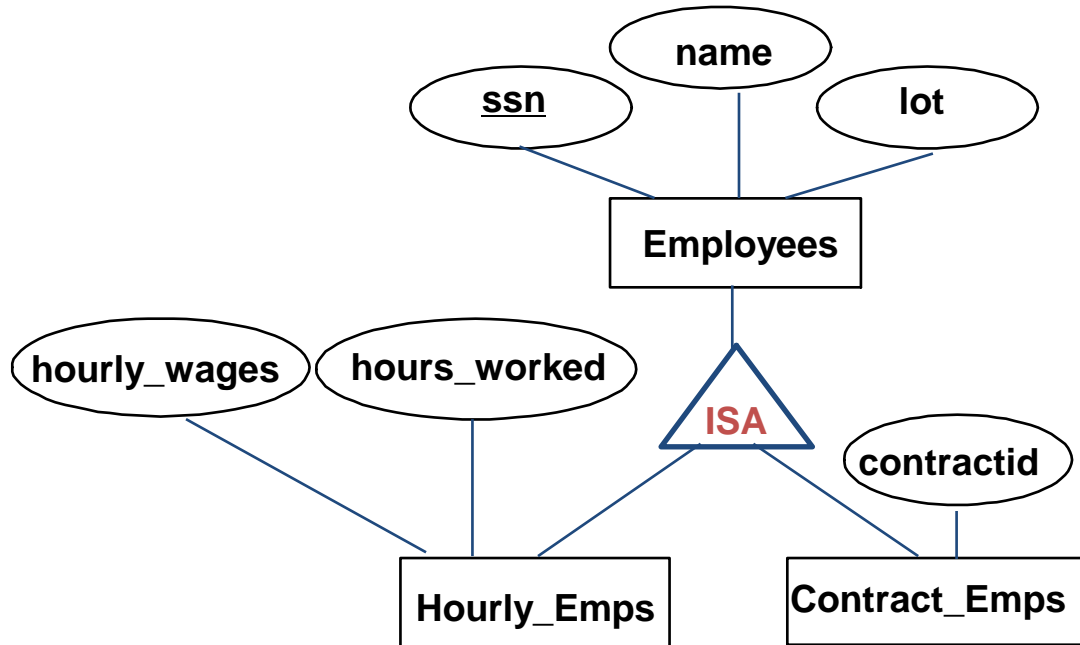 name
ssn
lot
Employees
hourly_wages
hours_worked
ISA
contractid
Hourly_Emps
Contract_Emps